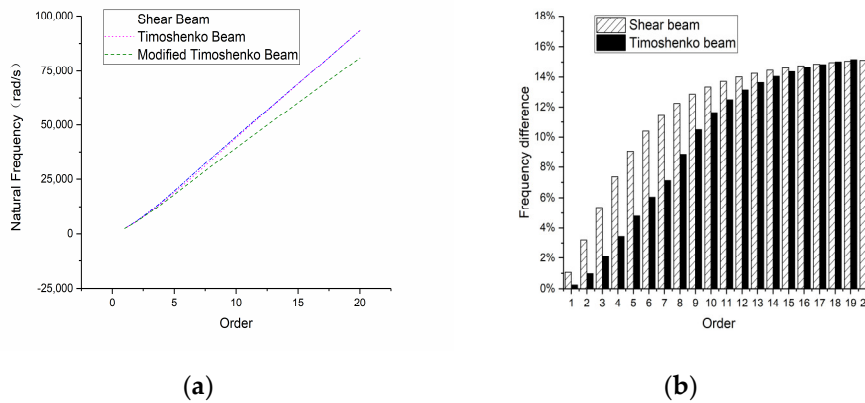 100,000
75,000
50,000
25,000
0
-25,000
Natural Frequency (rad/s)
Shear Beam
Timoshenko Beam
Modified Timoshenko Beam
0 5 10 15 20
Order
(a)
18%
16%
14%
12%
10%
8%
6%
4%
2%
0%
Frequency difference
Shear beam
Timoshenko beam
1 2 3 4 5 6 7 8 9 10 11 12 13 14 15 16 17 18 19
Order
(b)